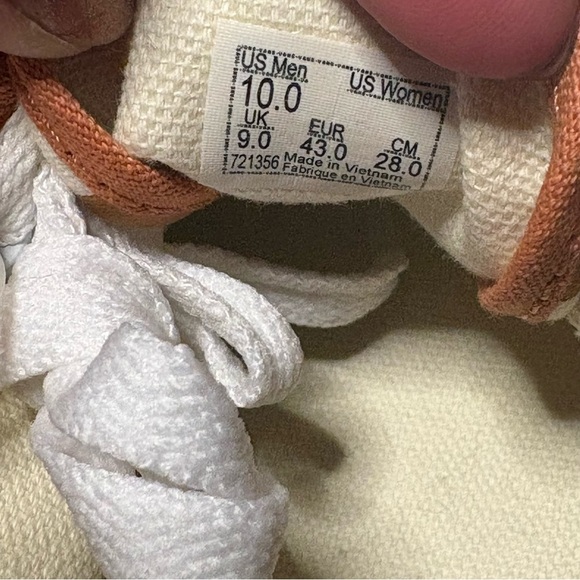 US Men US Women
10.0
UK EUR CM
9.0 43.0 28.0
721356 Made in Vietnam
Fabriqué en Vietnam